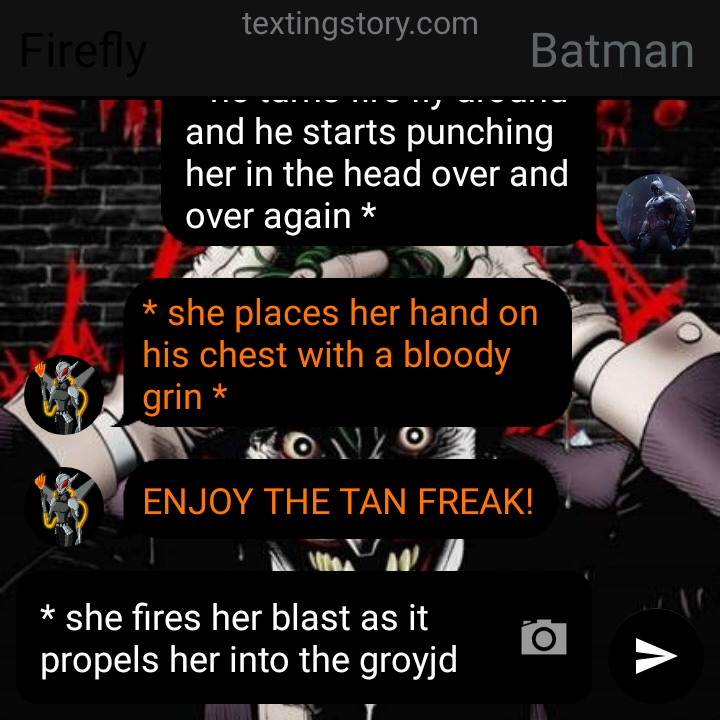 textingstory.com
Firefly
Batman
and he starts punching
her in the head over and
over again *
* she places her hand on
his chest with a bloody
grin *
ENJOY THE TAN FREAK!
* she fires her blast as it
propels her into the groyjd